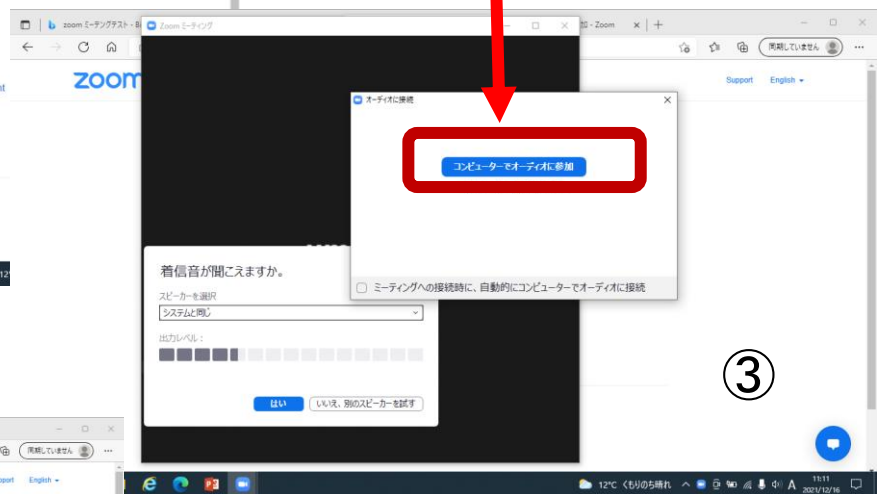 zoom ミーティングテスト - B
Zoom ミーティング
- Zoom
同期していません
zoom
Support English
オーディオに接続
コンピューターでオーディオに参加
ミーティングへの接続時に、自動的にコンピューターでオーディオに接続
着信音が聞こえますか。
スピーカーを選択
システムと同じ
出力レベル：
はい
いいえ、別のスピーカーを試す
③
同期していません
English
12°C くもりのち晴れ
A
11:11
2021/12/16